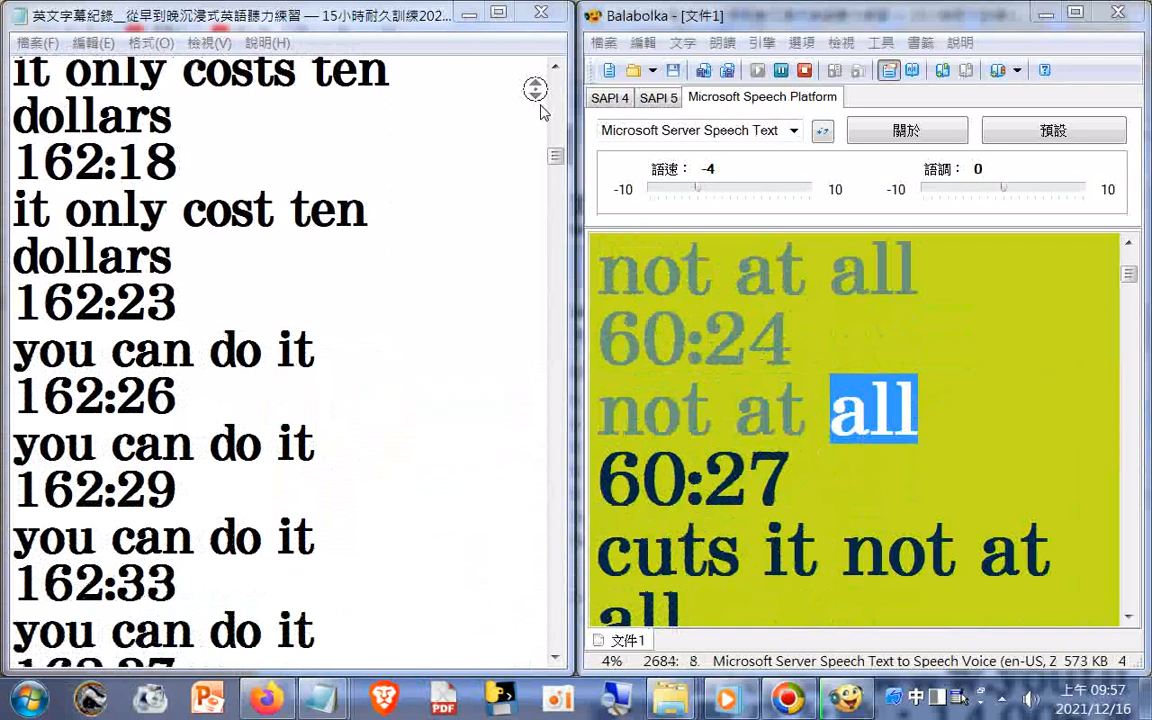 英文字幕紀錄__從早到晚沉浸式英語聽力練習 — 15小時耐久訓練202...
檔案(F) 編輯(E) 格式(O) 檢視(V) 說明(H)
it only costs ten
dollars
162:18
it only cost ten
dollars
162:23
you can do it
162:26
you can do it
162:29
you can do it
162:33
you can do it
162:37
Balabolka - [文件1]
檔案 編輯 文字 朗讀 引擎 選項 檢視 工具 書籤 說明
SAPI 4 SAPI 5 Microsoft Speech Platform
Microsoft Server Speech Text 關於 預設
語速： -4 語調： 0
-10 10 -10 10
not at all
60:24
not at all
60:27
cuts it not at
all
文件1
4% 2684: 8. Microsoft Server Speech Text to Speech Voice (en-US, Z 573 KB 4
PDF
中
上午 09:57
2021/12/16